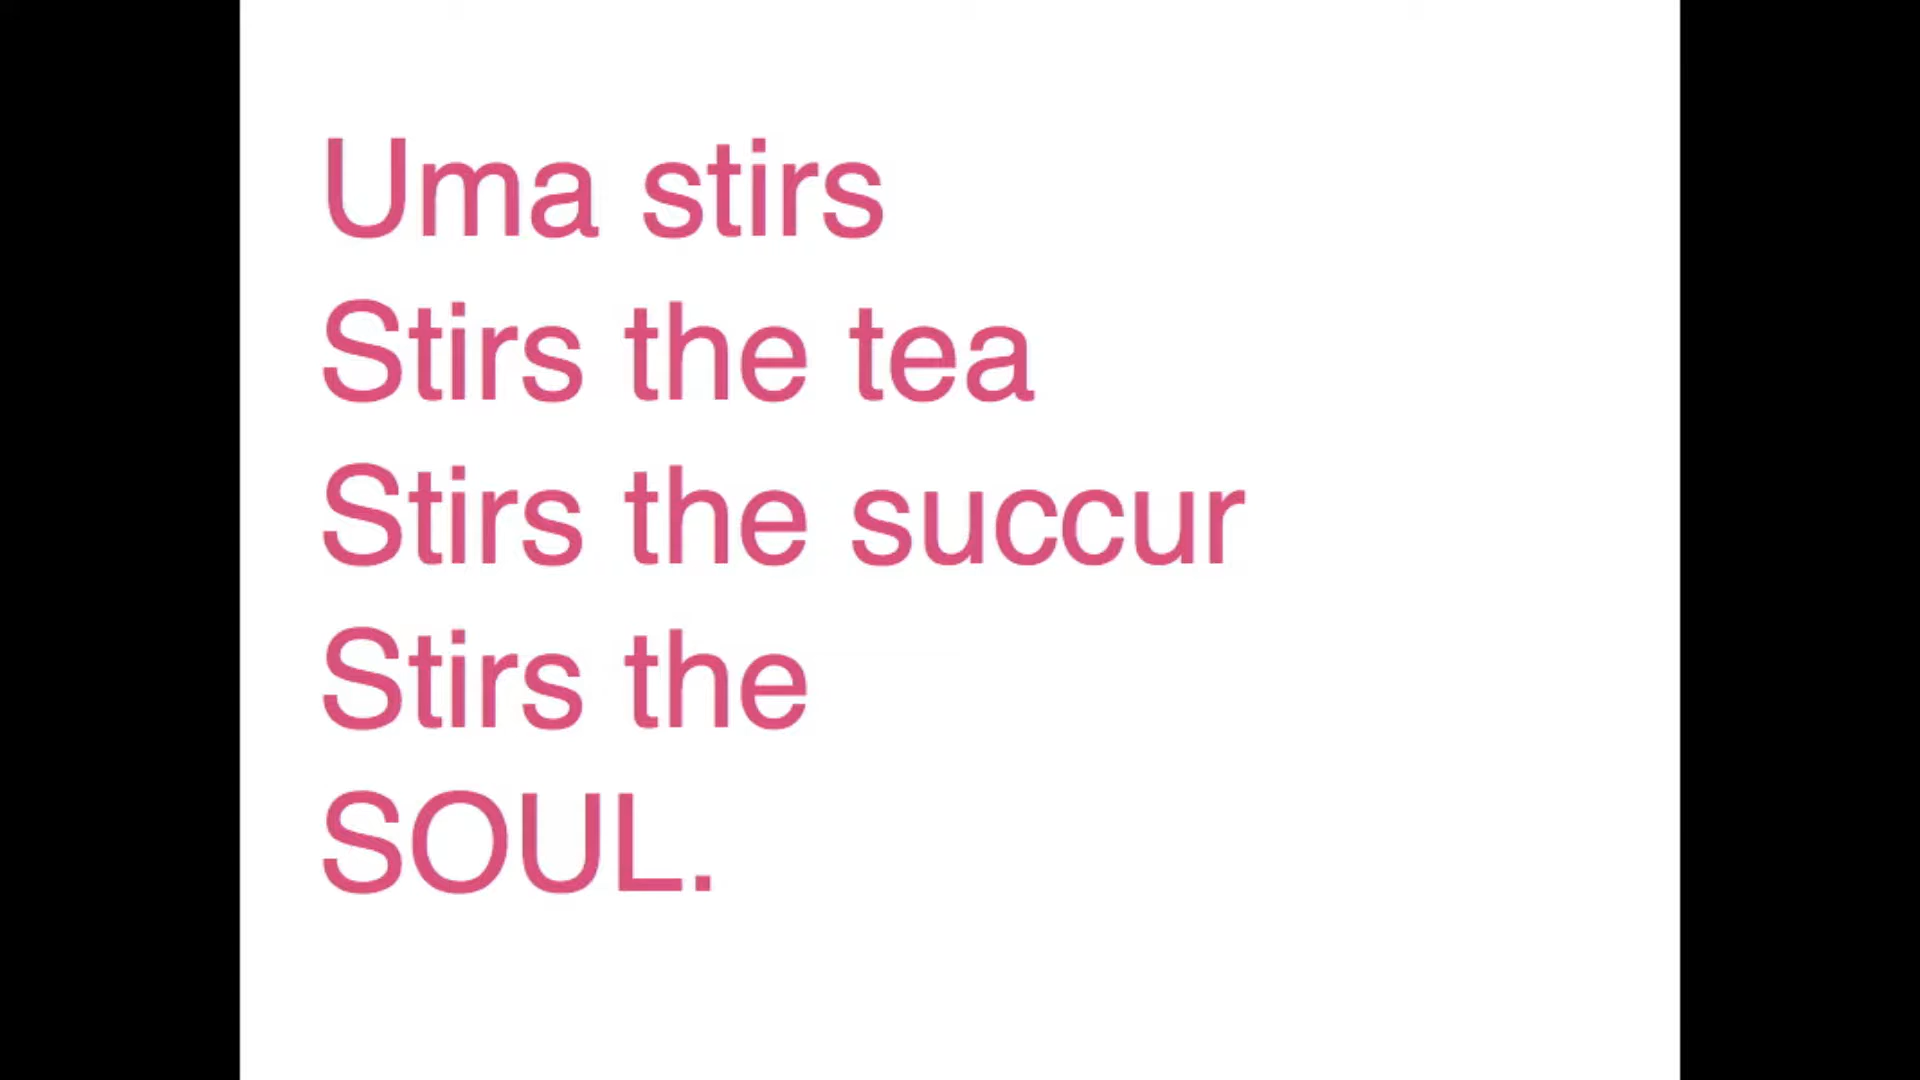 Uma stirs
Stirs the tea
Stirs the succur
Stirs the
SOUL.